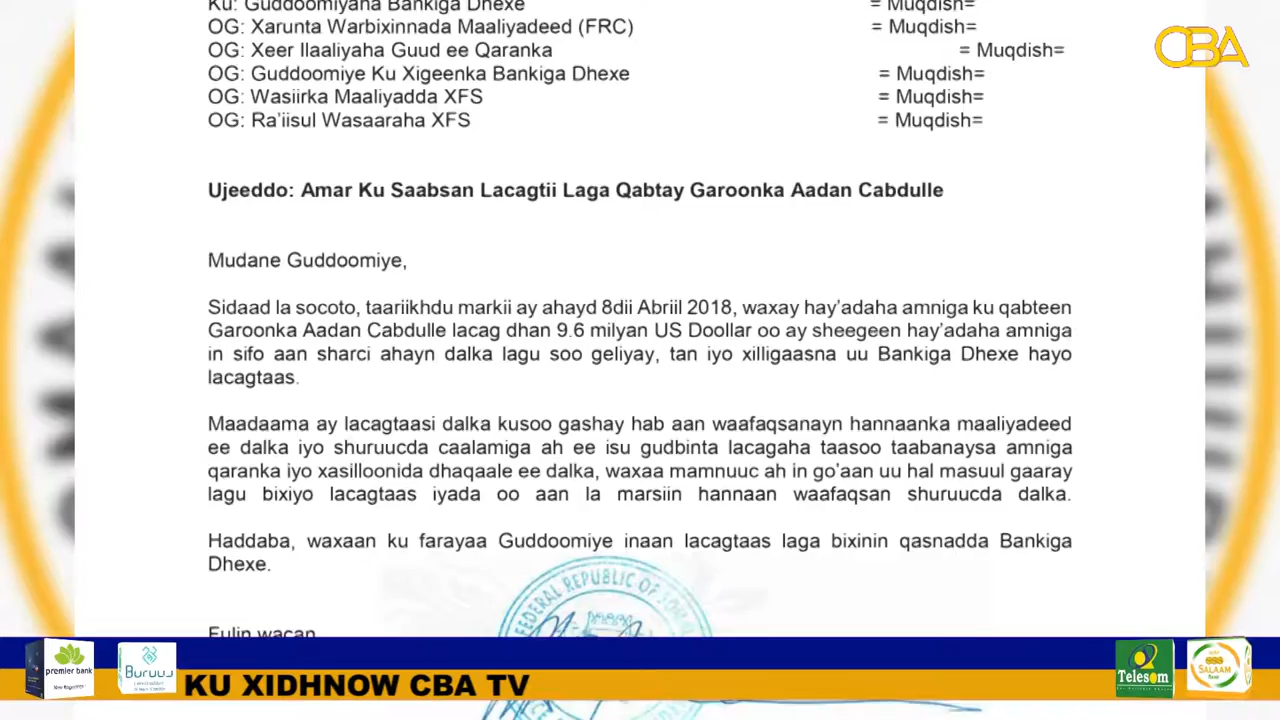 Ku: Guddoomiyaha Bankiga Dhexe = Muqdish=
OG: Xarunta Warbixinnada Maaliyadeed (FRC) = Muqdish=
OG: Xeer Ilaaliyaha Guud ee Qaranka = Muqdish=
OG: Guddoomiye Ku Xigeenka Bankiga Dhexe = Muqdish=
OG: Wasiirka Maaliyadda XFS = Muqdish=
OG: Ra'iisul Wasaaraha XFS = Muqdish=
CBA
Ujeeddo: Amar Ku Saabsan Lacagtii Laga Qabtay Garoonka Aadan Cabdulle
Mudane Guddoomiye,
Sidaad la socoto, taariikhdu markii ay ahayd 8dii Abriil 2018, waxay hay'adaha amniga ku qabteen
Garoonka Aadan Cabdulle lacag dhan 9.6 milyan US Doollar oo ay sheegeen hay'adaha amniga
in sifo aan sharci ahayn dalka lagu soo geliyay, tan iyo xilligaasna uu Bankiga Dhexe hayo
lacagtaas.
Maadaama ay lacagtaasi dalka kusoo gashay hab aan waafaqsanayn hannaanka maaliyadeed
ee dalka iyo shuruucda caalamiga ah ee isu gudbinta lacagaha taasoo taabanaysa amniga
qaranka iyo xasilloonida dhaqaale ee dalka, waxaa mamnuuc ah in go'aan uu hal masuul gaaray
lagu bixiyo lacagtaas iyada oo aan la marsiin hannaan waafaqsan shuruucda dalka.
Haddaba, waxaan ku farayaa Guddoomiye inaan lacagtaas laga bixinin qasnadda Bankiga
Dhexe.
FEDERAL REPUBLIC OF
Fulin wacan
premier bank
Buruuj
KU XIDHNOW CBA TV
Telesom
SALAAM